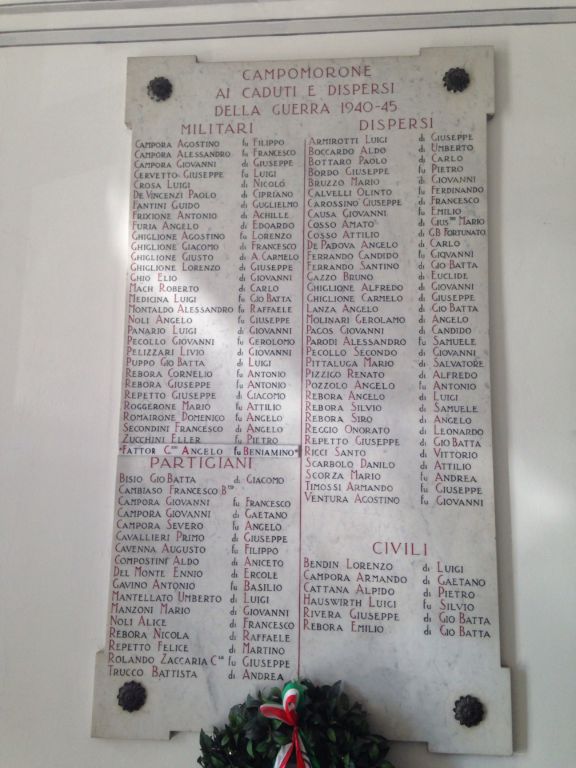 CAMPOMORONE
AI CADUTI E DISPERSI
DELLA GUERRA 1940-45
MILITARI
CAMPORA AGOSTINO fu FILIPPO
CAMPORA ALESSANDRO fu FRANCESCO
CAMPORA GIOVANNI di GIUSEPPE
CERVETTO GIUSEPPE fu LUIGI
CROSA LUIGI di NICOLÓ
DE VINCENZI PAOLO di CIPRIANO
FANTINI GUIDO di GUGLIELMO
FRIXIONE ANTONIO di ACHILLE
FURIA ANGELO di EDOARDO
GHIGLIONE AGOSTINO fu LORENZO
GHIGLIONE GIACOMO di FRANCESCO
GHIGLIONE GIUSTO di A. CARMELO
GHIGLIONE LORENZO di GIUSEPPE
GHIO ELIO di GIOVANNI
MACH ROBERTO di CARLO
MEDICINA LUIGI fu GIO BATTA
MONTALDO ALESSANDRO fu RAFFAELE
NOLI ANGELO fu GIUSEPPE
PANARIO LUIGI di GIOVANNI
PECOLLO GIOVANNI fu GEROLOMO
PELIZZARI LIVIO di GIOVANNI
PUPPO GIO BATTA di LUIGI
REBORA CORNELIO fu ANTONIO
REBORA GIUSEPPE fu ANTONIO
REPETTO GIUSEPPE di GIACOMO
ROGGERONE MARIO fu ATTILIO
ROMAIRONE DOMENICO fu ANGELO
SECONDINI FRANCESCO fu ANGELO
ZUCCHINI ELLER fu PIETRO
*FATTOR ANGELO fu BENIAMINO*
PARTIGIANI
BISIO GIO BATTA di GIACOMO
CAMBIASO FRANCESCO
CAMPORA GIOVANNI fu FRANCESCO
CAMPORA GIOVANNI di GAETANO
CAMPORA SEVERO fu ANGELO
CAVALLIERI PRIMO di GIUSEPPE
CAVENNA AUGUSTO fu FILIPPO
COMPOSTINI ALDO di ANICETO
DEL MONTE ENNIO di ERCOLE
GAVINO ANTONIO fu BASILIO
MANTELLATO UMBERTO di LUIGI
MANZONI MARIO di GIOVANNI
NOLI ALICE di FRANCESCO
REBORA NICOLA di RAFFAELE
REPETTO FELICE di MARTINO
ROLANDO ZACCARIA fu GIUSEPPE
TRUCCO BATTISTA di ANDREA
DISPERSI
ARMIROTTI LUIGI di GIUSEPPE
BOCCARDO ALDO di UMBERTO
BOTTARO PAOLO di CARLO
BORDO GIUSEPPE fu PIETRO
BRUZZO MARIO di GIOVANNI
CALVELLI OLINTO fu FERDINANDO
CAROSSINO GIUSEPPE di FRANCESCO
CAUSA GIOVANNI fu EMILIO
COSSO AMATO di MARIO
COSSO ATTILIO di GB FORTUNATO
DE PADOVA ANGELO di CARLO
FERRANDO CANDIDO fu GIOVANNI
FERRANDO SANTINO di GIO BATTA
GAZZO BRUNO di EUCLIDE
GHIGLIONE ALFREDO di GIOVANNI
GHIGLIONE CARMELO fu GIUSEPPE
LANZA ANGELO di GIO BATTA
MOLINARI GEROLAMO di ANGELO
PAGOS GIOVANNI di CANDIDO
PARODI ALESSANDRO fu SAMUELE
PECOLLO SECONDO di GIOVANNI
PITTALUGA MARIO di SALVATORE
PIZZIGO RENATO di ALFREDO
POZZOLO ANGELO fu ANTONIO
REBORA ANGELO di LUIGI
REBORA SILVIO di SAMUELE
REBORA SIRO di ANGELO
REGGIO ONORATO di LEONARDO
REPETTO GIUSEPPE di GIO BATTA
RICCI SANTO di VITTORIO
SCARBOLO DANILO di ATTILIO
SCORZA MARIO fu ANDREA
TIMOSSI ARMANDO fu GIUSEPPE
VENTURA AGOSTINO fu GIOVANNI
CIVILI
BENDIN LORENZO di LUIGI
CAMPORA ARMANDO di GAETANO
CATTANA ALPIDO di PIETRO
HAUSWIRTH LUIGI fu SILVIO
RIVERA GIUSEPPE di GIO BATTA
REBORA EMILIO di GIO BATTA